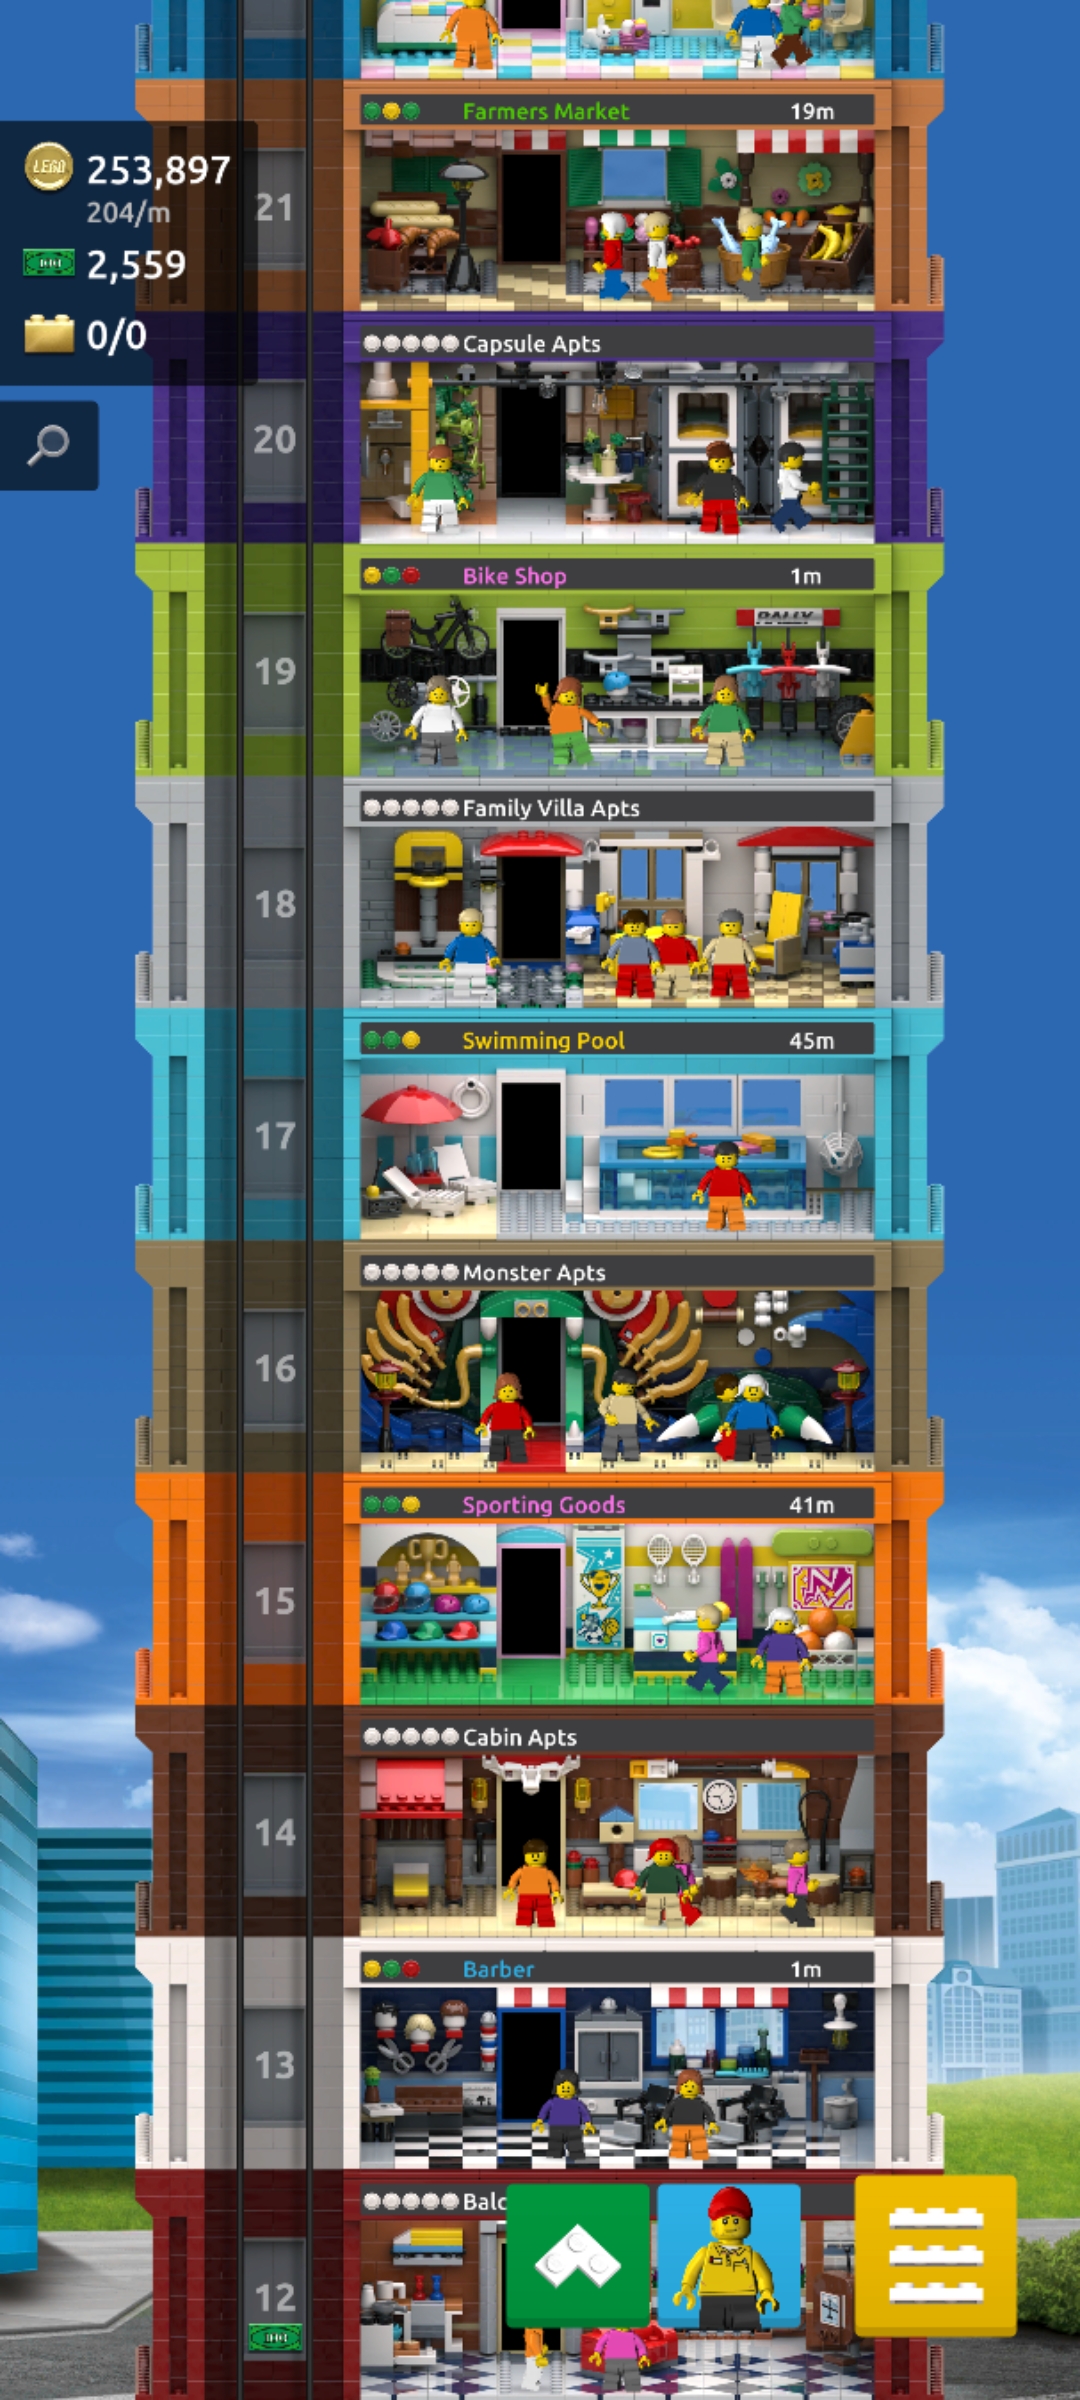 Farmers Market 19m
LEGO 253,897
204/m
21
2,559
0/0
Capsule Apts
20
Bike Shop 1m
RALLY
19
Family Villa Apts
18
Swimming Pool 45m
17
Monster Apts
16
Sporting Goods 41m
N
15
Cabin Apts
14
Barber 1m
13
Balc
12